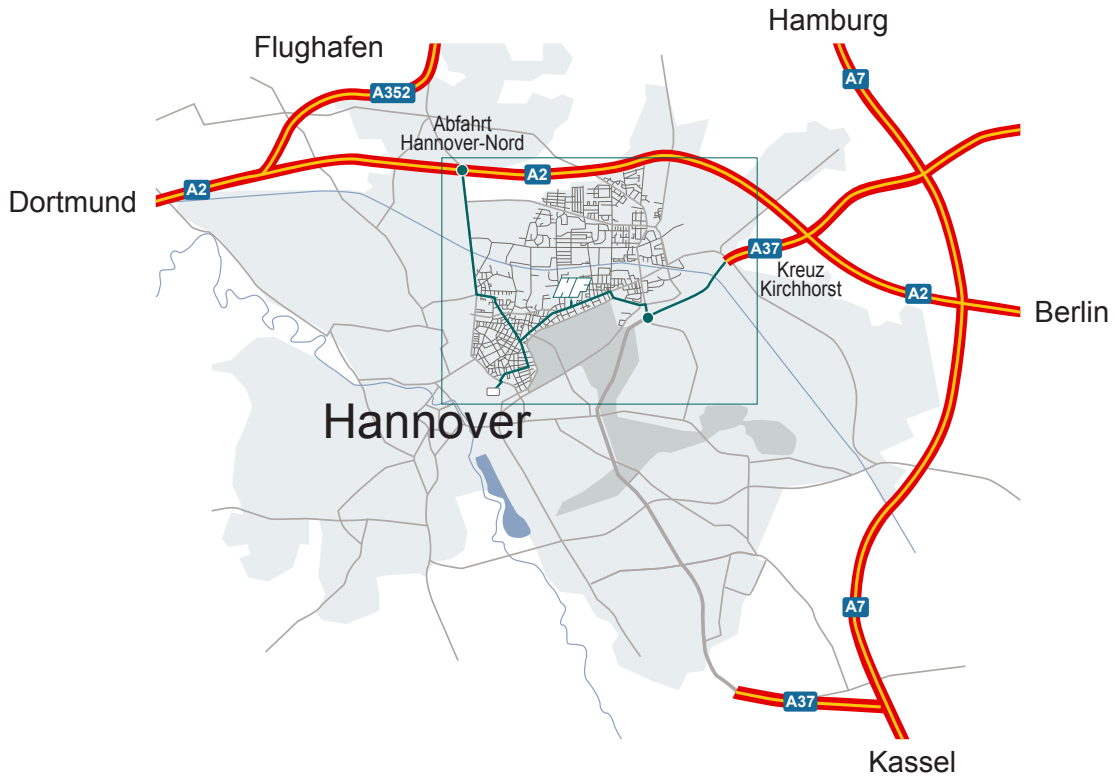 Hamburg
Flughafen
A7
A352
Abfahrt
Hannover-Nord
A2
A2
Dortmund
A37
Kreuz
Kirchhorst
A2
Berlin
Hannover
A7
A37
Kassel